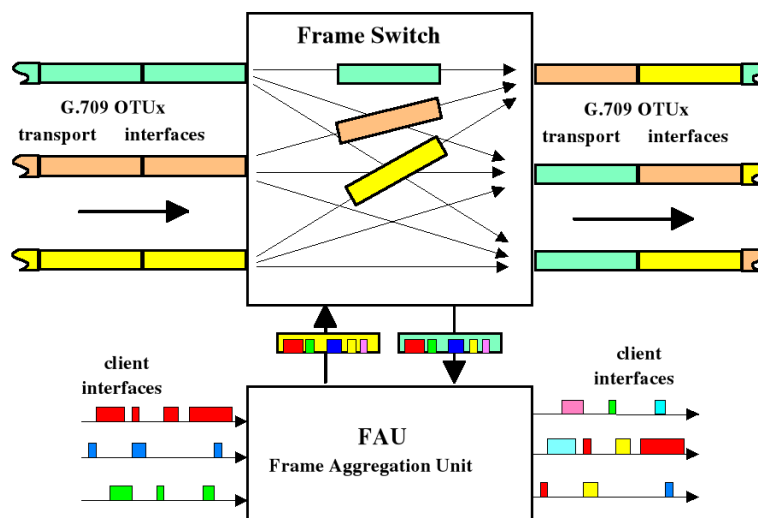 Frame Switch
G.709 OTUx
transport interfaces
G.709 OTUx
transport interfaces
client
interfaces
client
interfaces
FAU
Frame Aggregation Unit